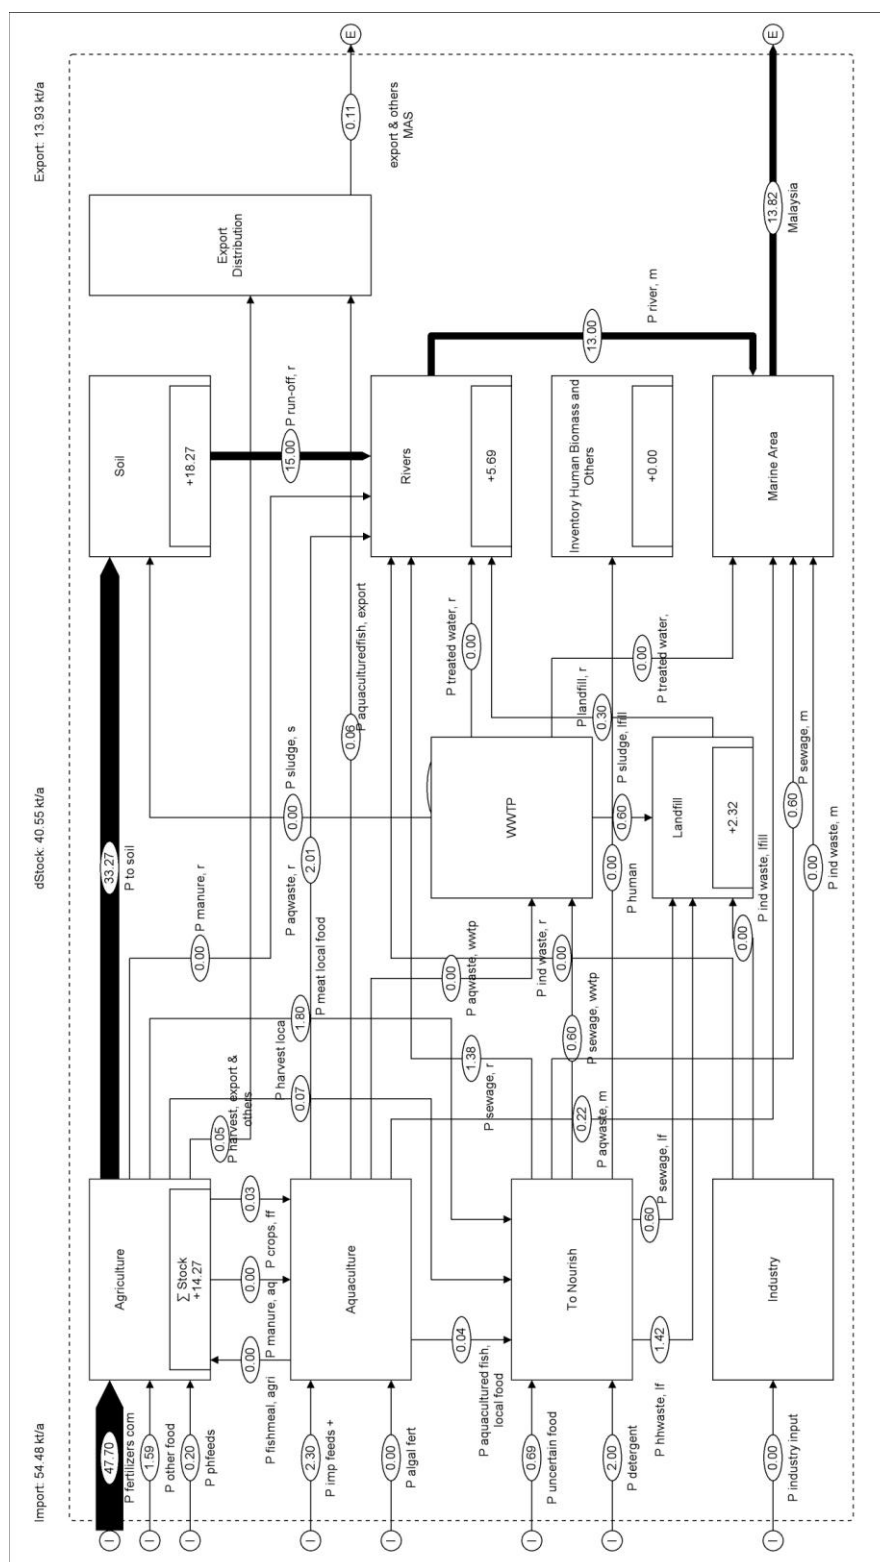 Import: 54.48 kt/a
dStock: 40.55 kt/a
Export: 13.93 kt/a
I
47.70
P fertilizers com
I
1.59
P other food
I
0.20
P phfeeds
Agriculture
∑ Stock
+14.27
33.27
P to soil
0.00
P manure, r
1.80
P meat local food
0.07
P harvest loca
0.05
P harvest, export &
others
0.03
P crops, ff
0.00
P manure, aq
0.00
P fishmeal, agri
I
2.30
P imp feeds +
I
0.00
P algal fert
Aquaculture
2.01
P aqwaste, r
0.06
P aquaculturedfish, export
0.00
P aqwaste, wwtp
0.22
P aqwaste, m
0.04
P aquacultured fish,
local food
I
0.69
P uncertain food
I
2.00
P detergent
To Nourish
1.38
P sewage, r
0.60
P sewage, wwtp
0.00
P human
0.60
P sewage, m
0.60
P sewage, lf
1.42
P hhwaste, lf
I
0.00
P industry input
Industry
0.00
P ind waste, r
0.00
P ind waste, lfill
0.00
P ind waste, m
WWTP
0.00
P sludge, s
0.00
P treated water, r
0.00
P treated water,
0.60
P sludge, lfill
Landfill
+2.32
0.30
P landfill, r
Soil
+18.27
15.00
P run-off, r
Rivers
+5.69
13.00
P river, m
Inventory Human Biomass and
Others
+0.00
Marine Area
13.82
Malaysia
E
Export
Distribution
0.11
export & others
MAS
E